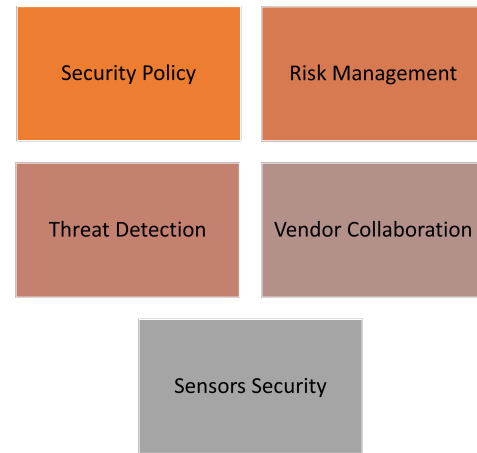 Security Policy
Risk Management
Threat Detection
Vendor Collaboration
Sensors Security